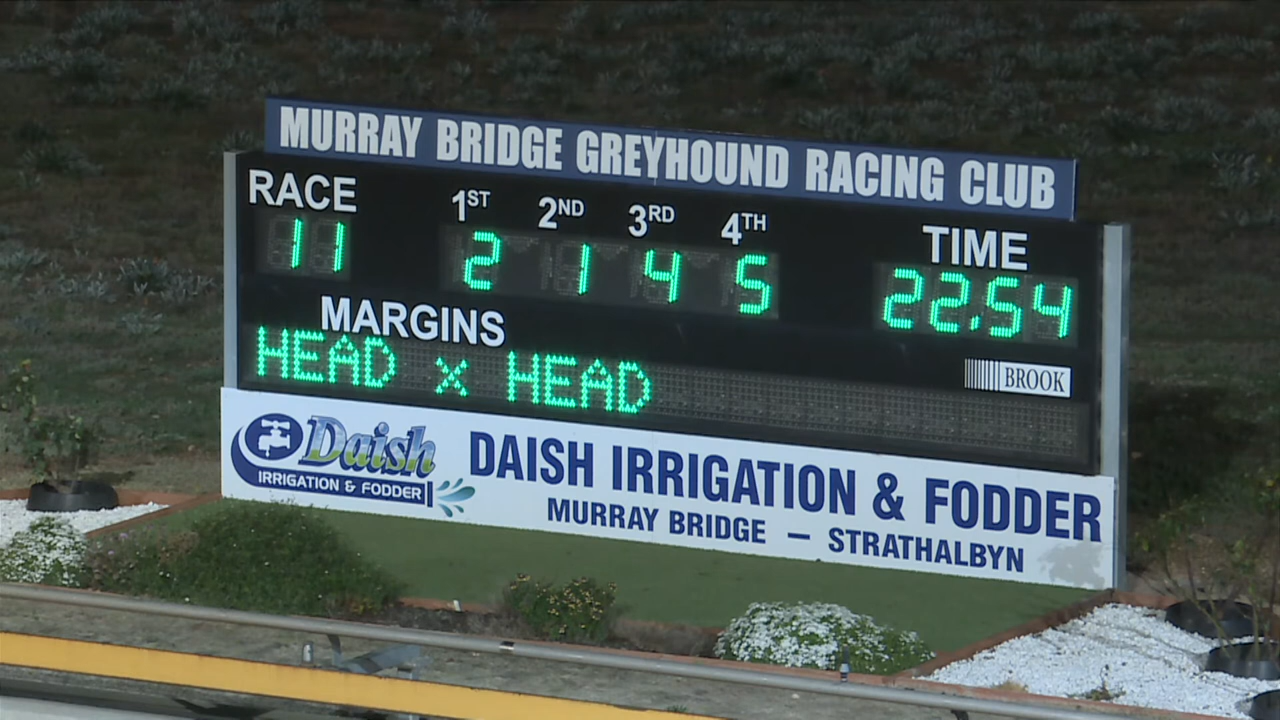 MURRAY BRIDGE GREYHOUND RACING CLUB
RACE 1ST 2ND 3RD 4TH TIME
11 2 1 4 5 22.54
MARGINS
HEAD x HEAD
BROOK
Daish
IRRIGATION & FODDER
DAISH IRRIGATION & FODDER
MURRAY BRIDGE – STRATHALBYN